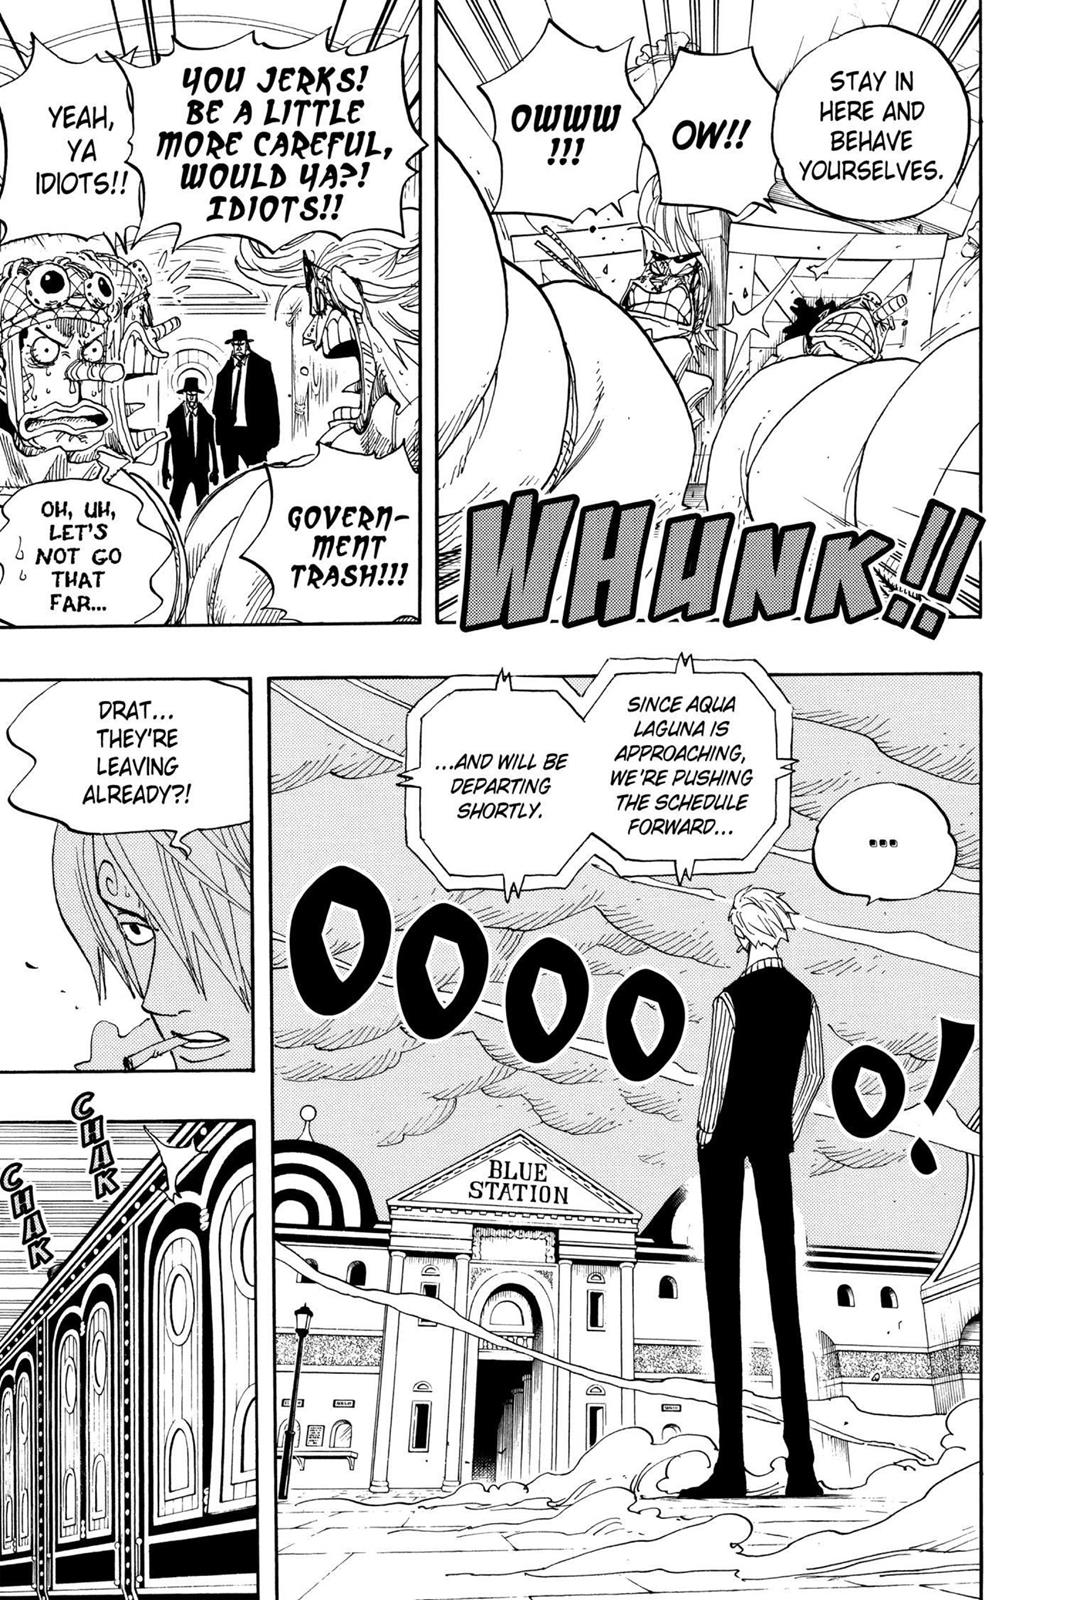 STAY IN
HERE AND
BEHAVE
YOURSELVES.
OW!!
OWWW
!!!
WHUNK!!
YOU JERKS!
BE A LITTLE
MORE CAREFUL,
WOULD YA?!
IDIOTS!!
YEAH,
YA
IDIOTS!!
GOVERN-
MENT
TRASH!!!
OH, UH,
LET'S
NOT GO
THAT
FAR...
...
SINCE AQUA
LAGUNA IS
APPROACHING,
WE'RE PUSHING
THE SCHEDULE
FORWARD...
...AND WILL BE
DEPARTING
SHORTLY.
OOOOO!
BLUE
STATION
DRAT...
THEY'RE
LEAVING
ALREADY?!
CHAK
CHAK